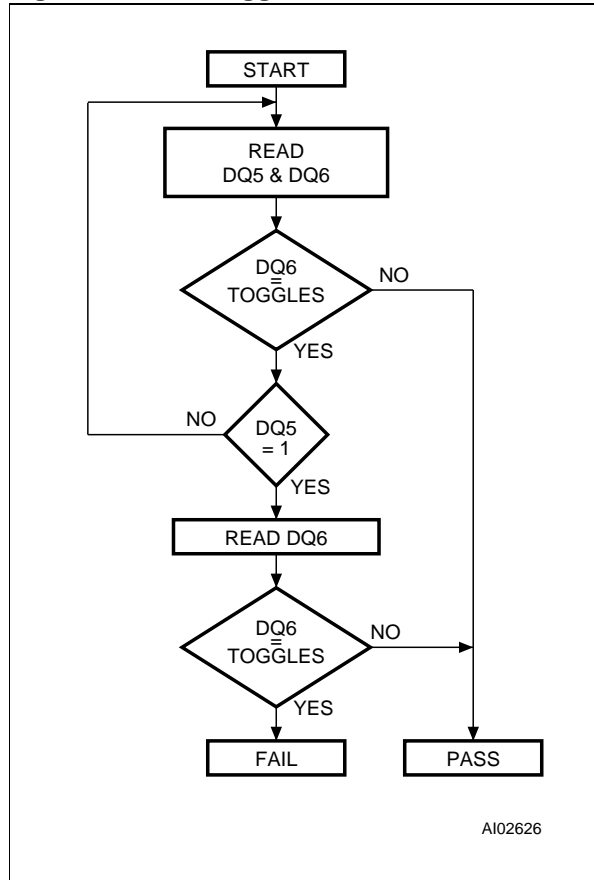 START
READ
DQ5 & DQ6
DQ6
=
TOGGLES
NO
YES
NO
DQ5
= 1
YES
READ DQ6
DQ6
=
TOGGLES
NO
YES
FAIL
PASS
AI02626